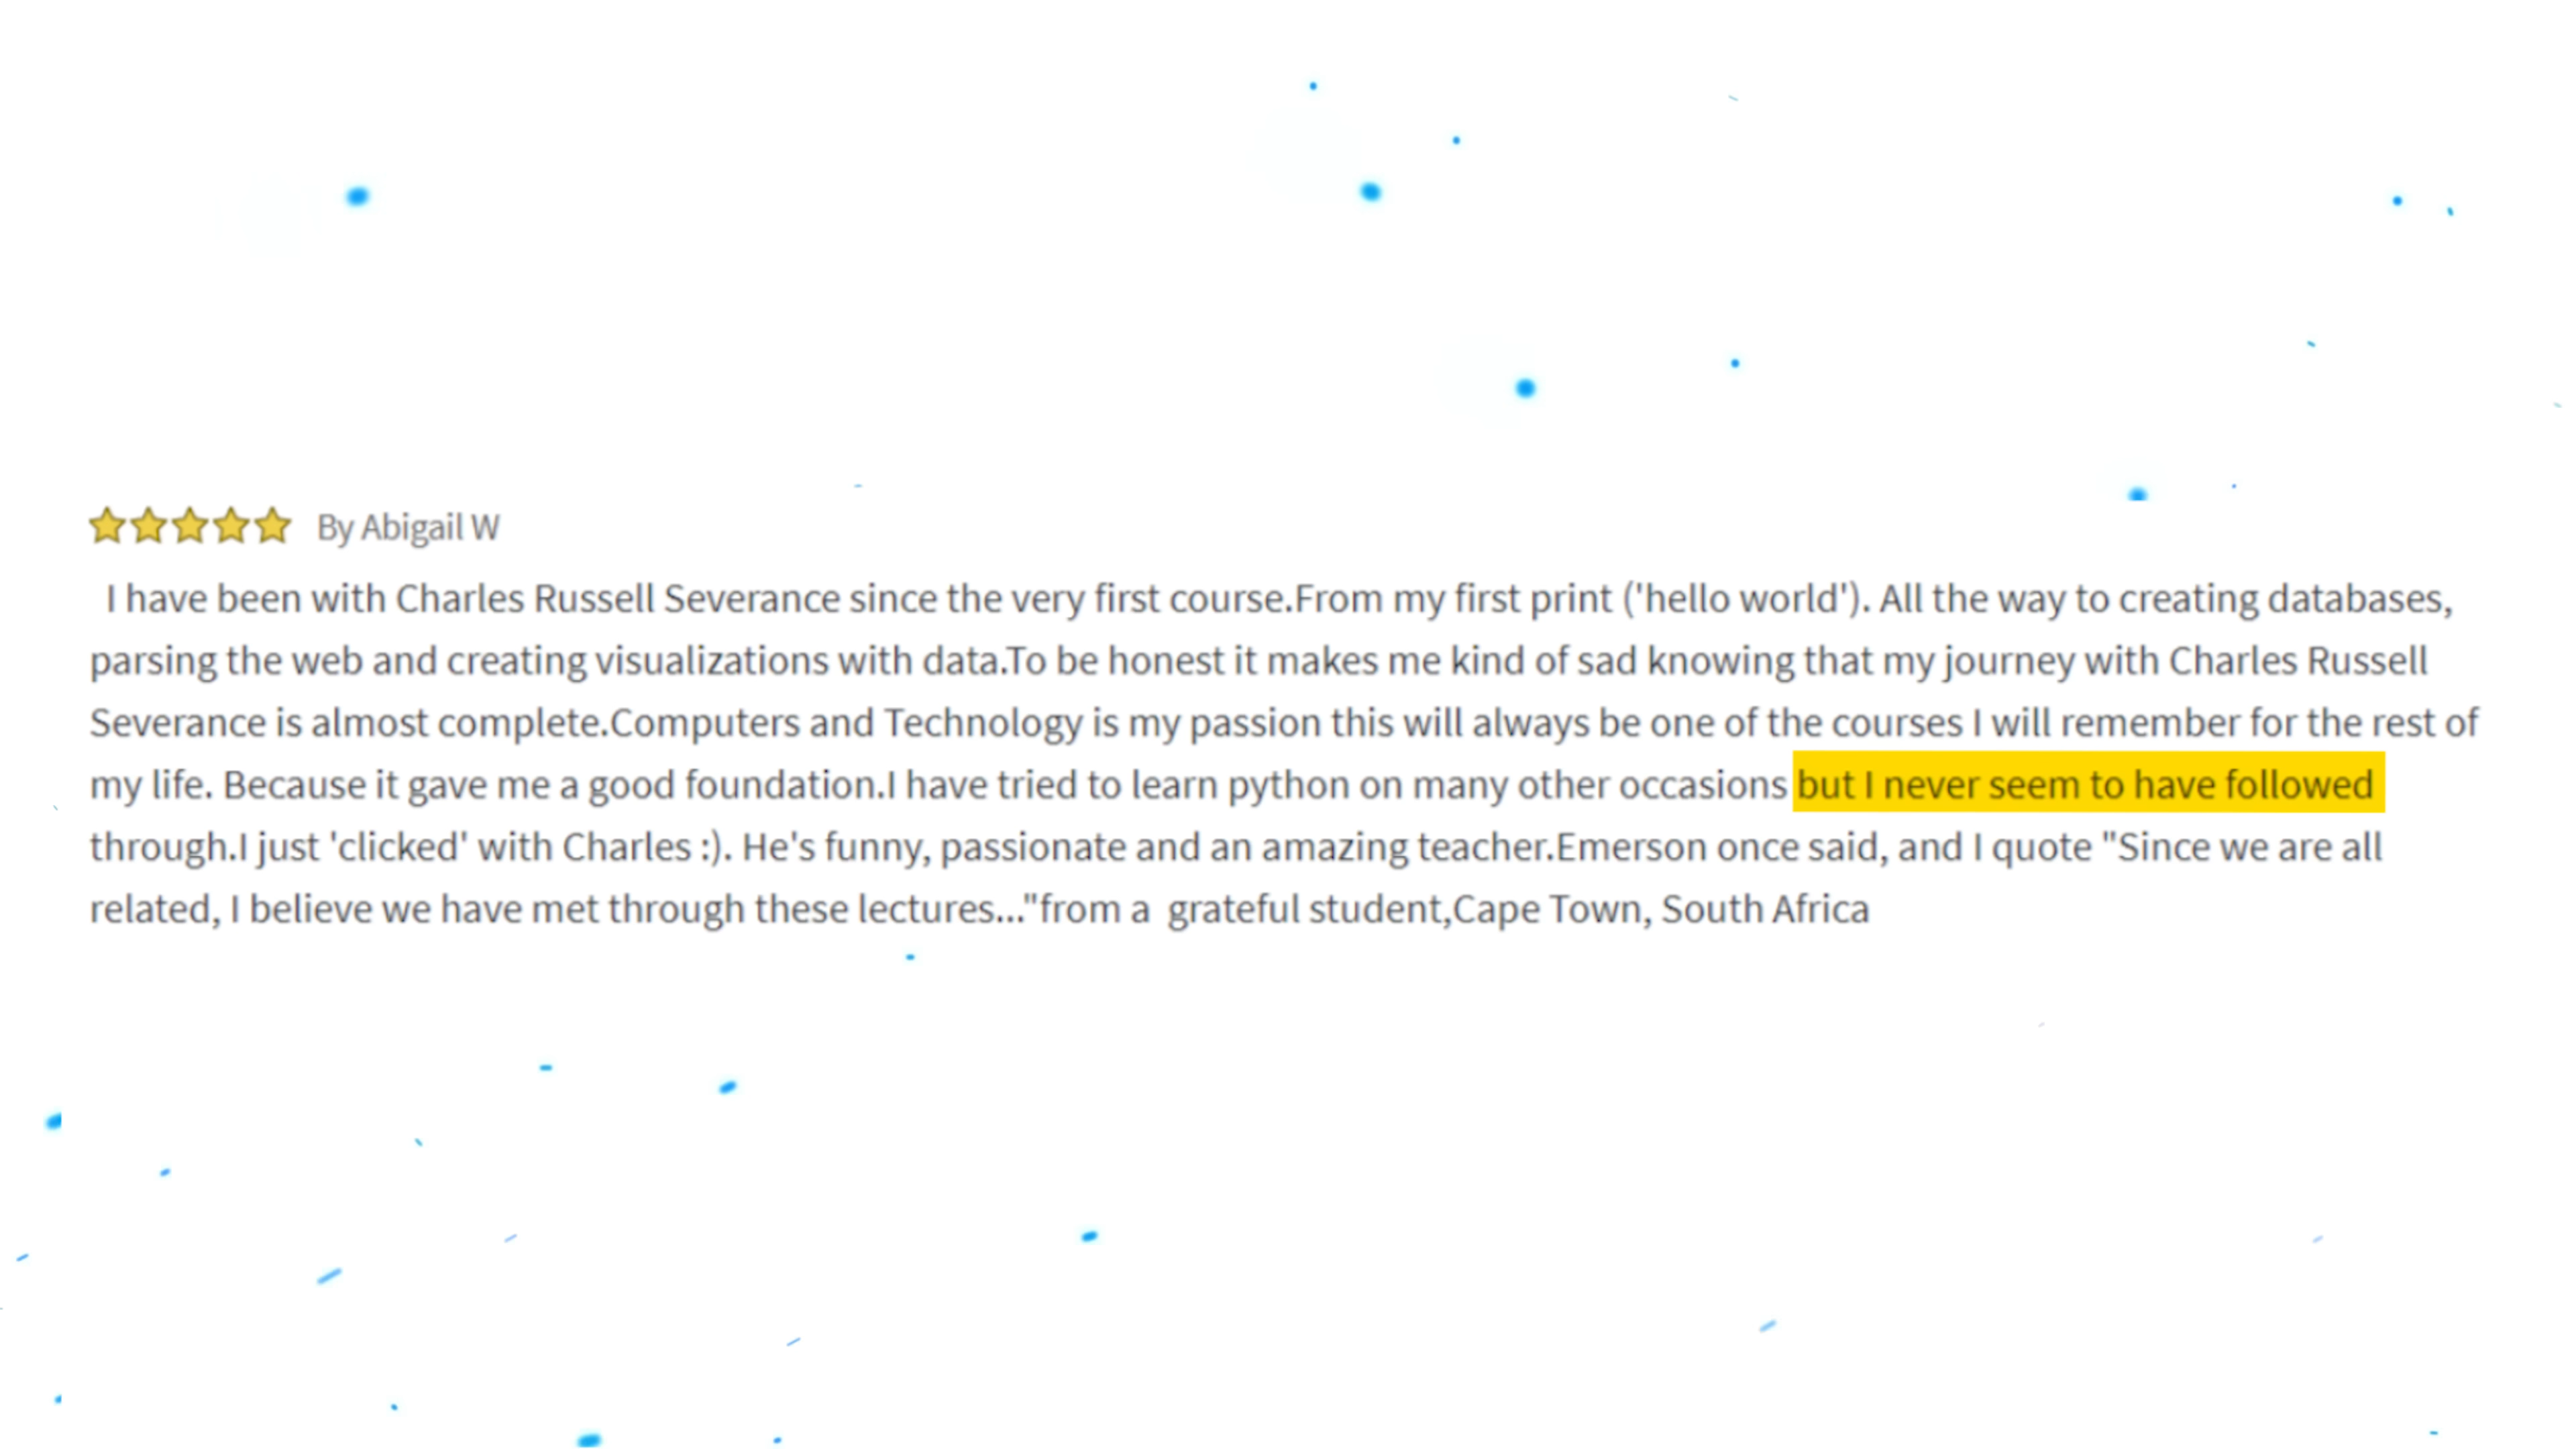 By Abigail W
I have been with Charles Russell Severance since the very first course.From my first print ('hello world'). All the way to creating databases,
parsing the web and creating visualizations with data.To be honest it makes me kind of sad knowing that my journey with Charles Russell
Severance is almost complete.Computers and Technology is my passion this will always be one of the courses I will remember for the rest of
my life. Because it gave me a good foundation.I have tried to learn python on many other occasions but I never seem to have followed
through.I just 'clicked' with Charles :). He's funny, passionate and an amazing teacher.Emerson once said, and I quote "Since we are all
related, I believe we have met through these lectures..."from a  grateful student,Cape Town, South Africa